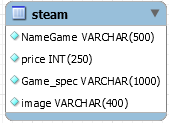 steam
NameGame VARCHAR(500)
price INT(250)
Game_spec VARCHAR(1000)
image VARCHAR(400)